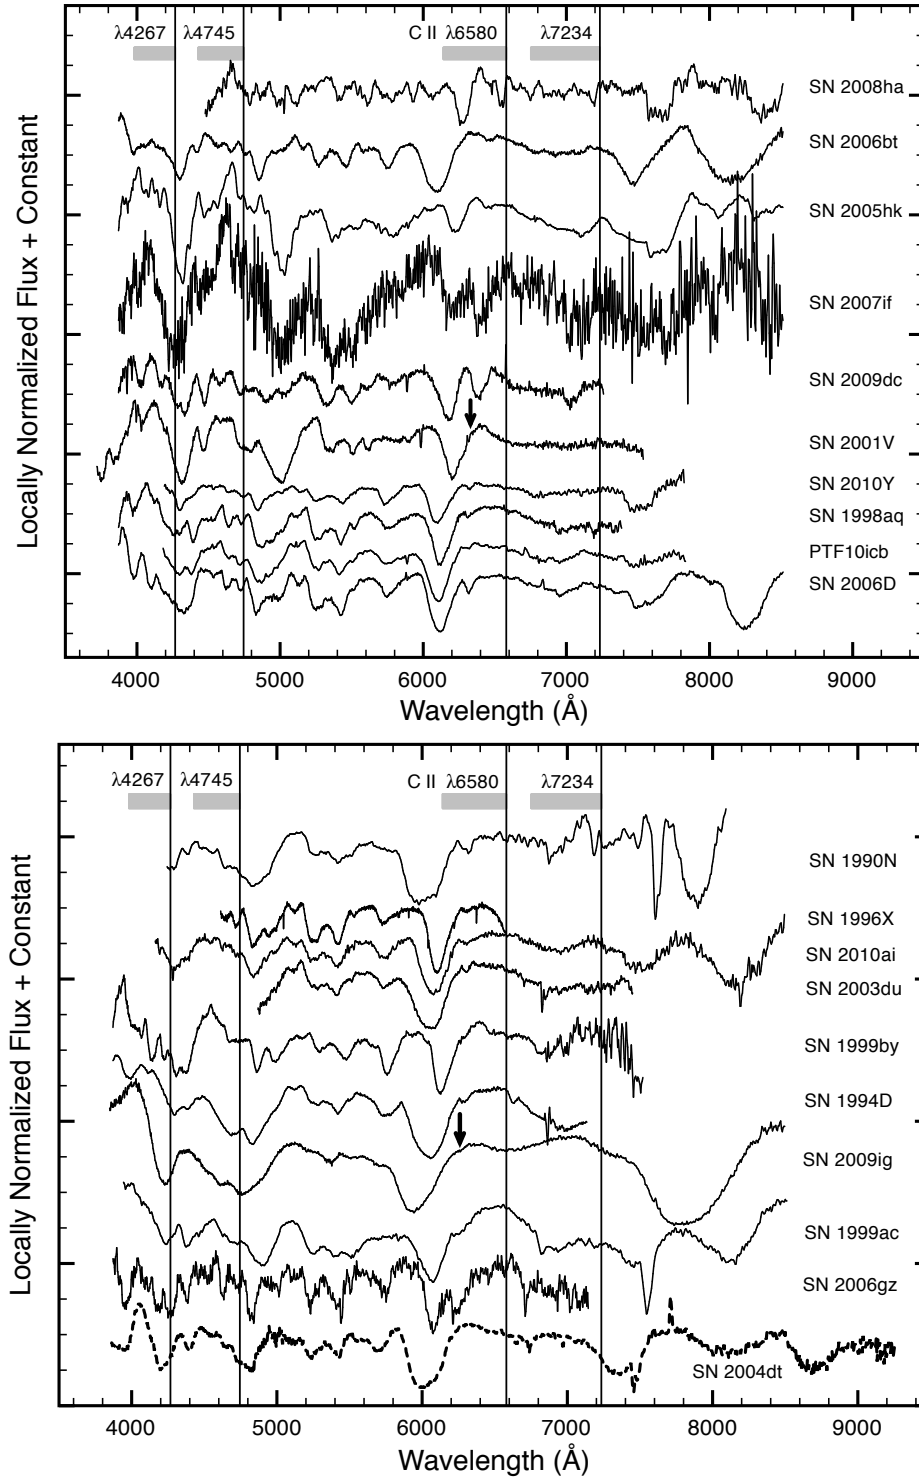 λ4267 λ4745 C II λ6580 λ7234
SN 2008ha
SN 2006bt
SN 2005hk
SN 2007if
SN 2009dc
SN 2001V
SN 2010Y
SN 1998aq
PTF10icb
SN 2006D
Locally Normalized Flux + Constant
4000 5000 6000 7000 8000 9000
Wavelength (Å)
λ4267 λ4745 C II λ6580 λ7234
SN 1990N
SN 1996X
SN 2010ai
SN 2003du
SN 1999by
SN 1994D
SN 2009ig
SN 1999ac
SN 2006gz
SN 2004dt
Locally Normalized Flux + Constant
4000 5000 6000 7000 8000 9000
Wavelength (Å)